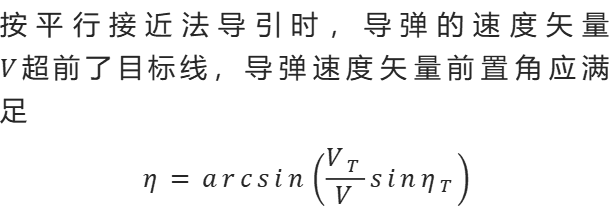 按平行接近法导引时，导弹的速度矢量
V超前了目标线，导弹速度矢量前置角应满
足
η = arcsin (V_T / V sinη_T)